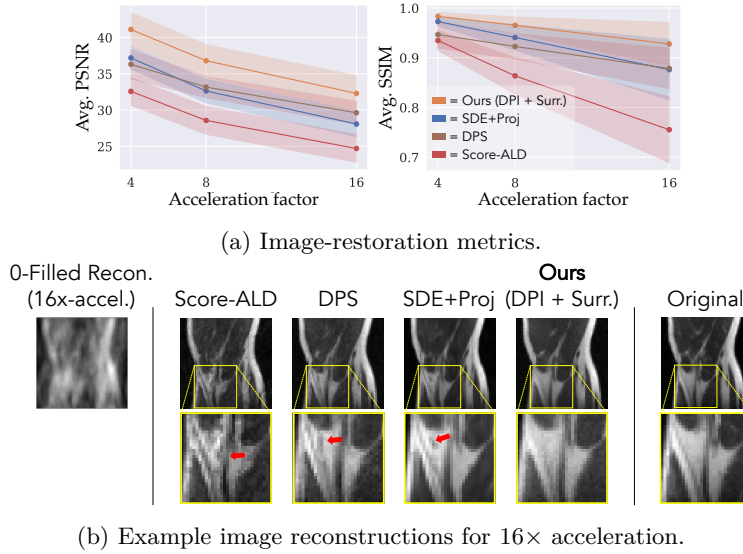 Avg. PSNR
40
35
30
25
4
8
16
Acceleration factor
Avg. SSIM
1.0
0.9
0.8
0.7
= Ours (DPI + Surr.)
= SDE+Proj
= DPS
= Score-ALD
4
8
16
Acceleration factor
(a) Image-restoration metrics.
0-Filled Recon.
(16x-accel.)
Score-ALD
DPS
SDE+Proj
Ours
(DPI + Surr.)
Original
(b) Example image reconstructions for 16× acceleration.